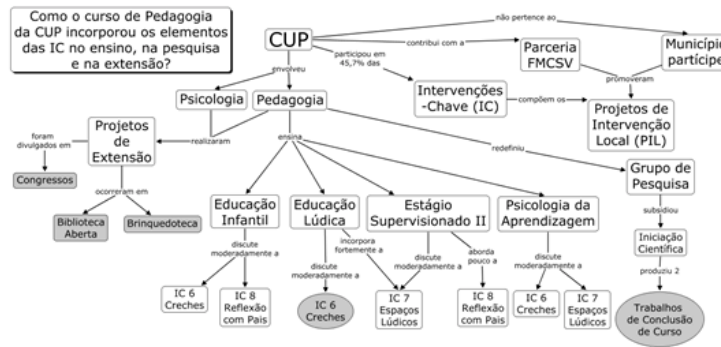 Como o curso de Pedagogia
da CUP incorporou os elementos
das IC no ensino, na pesquisa
e na extensão?
CUP
não pertence ao
contribui com a
participou em
45,7% das
envolveu
Parceria
FMCSV
Município
partícipe
promoveram
Psicologia
Pedagogia
Intervenções
-Chave (IC)
compõem os
Projetos de
Intervenção
Local (PIL)
Projetos de
Extensão
realizaram
foram
divulgados em
Congressos
ensina
redefiniu
Grupo de
Pesquisa
ocorreram em
Biblioteca
Aberta
Brinquedoteca
Educação
Infantil
Educação
Lúdica
Estágio
Supervisionado II
Psicologia da
Aprendizagem
subsidiou
Iniciação
Científica
discute
moderadamente a
discute
moderadamente a
incorpora
fortemente a
discute
moderadamente a
aborda
pouco a
discute
moderadamente a
produziu 2
IC 6
Creches
IC 8
Reflexão
com Pais
IC 6
Creches
IC 7
Espaços
Lúdicos
IC 8
Reflexão
com Pais
IC 6
Creches
IC 7
Espaços
Lúdicos
Trabalhos
de Conclusão
de Curso